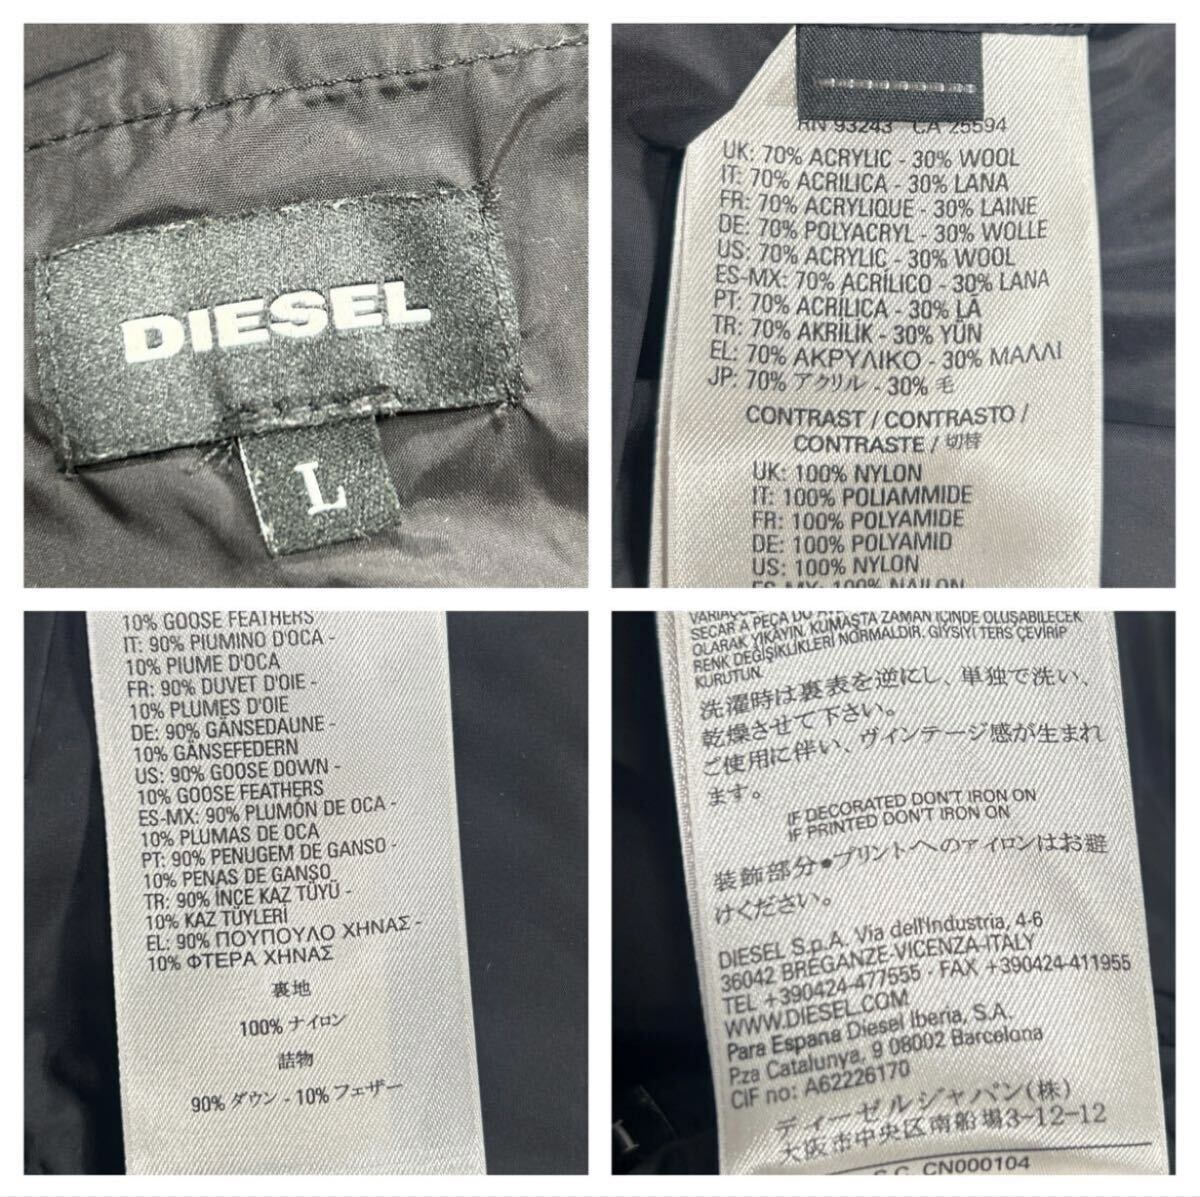 DIESEL
L
RN 93243 CA 25594
UK: 70% ACRYLIC - 30% WOOL
IT: 70% ACRILICA - 30% LANA
FR: 70% ACRYLIQUE - 30% LAINE
DE: 70% POLYACRYL - 30% WOLLE
US: 70% ACRYLIC - 30% WOOL
ES-MX: 70% ACRÍLICO - 30% LANA
PT: 70% ACRILICA - 30% LÃ
TR: 70% AKRİLİK - 30% YÜN
EL: 70% ΑΚΡΥΛΙΚΟ - 30% ΜΑΛΛΙ
JP: 70% アクリル - 30% 毛
CONTRAST / CONTRASTO /
CONTRASTE / 切替
UK: 100% NYLON
IT: 100% POLIAMMIDE
FR: 100% POLYAMIDE
DE: 100% POLYAMID
US: 100% NYLON
ES-MX: 100% NAILON
10% GOOSE FEATHERS
IT: 90% PIUMINO D'OCA -
10% PIUME D'OCA
FR: 90% DUVET D'OIE -
10% PLUMES D'OIE
DE: 90% GÄNSEDAUNE -
10% GÄNSEFEDERN
US: 90% GOOSE DOWN -
10% GOOSE FEATHERS
ES-MX: 90% PLUMÓN DE OCA -
10% PLUMAS DE OCA
PT: 90% PENUGEM DE GANSO -
10% PENAS DE GANSO
TR: 90% İNÇE KAZ TÜYÜ -
10% KAZ TÜYLERİ
EL: 90% ΠΟΥΠΟΥΛΟ ΧΗΝΑΣ -
10% ΦΤΕΡΑ ΧΗΝΑΣ
裏地
100% ナイロン
詰物
90% ダウン - 10% フェザー
SECAR A PEÇA DO
OLARAK YIKAYIN. KUMAŞTA ZAMAN İÇİNDE OLUŞABİLECEK
RENK DEĞİŞİKLİKLERİ NORMALDIR. GİYSİYİ TERS ÇEVİRİP
KURUTUN.
洗濯時は裏表を逆にし、単独で洗い、
乾燥させて下さい。
ご使用に伴い、ヴィンテージ感が生まれ
ます。
IF DECORATED DON'T IRON ON
IF PRINTED DON'T IRON ON
装飾部分●プリントへのアイロンはお避
けください。
DIESEL S.p.A. Via dell'Industria, 4-6
36042 BREGANZE-VICENZA-ITALY
TEL +390424-477555 - FAX +390424-411955
WWW.DIESEL.COM
Para Espana Diesel Iberia, S.A.
Pza Catalunya, 9 08002 Barcelona
CIF no: A62226170
ディーゼルジャパン(株)
大阪市中央区南船場3-12-12
S.C. CN000104